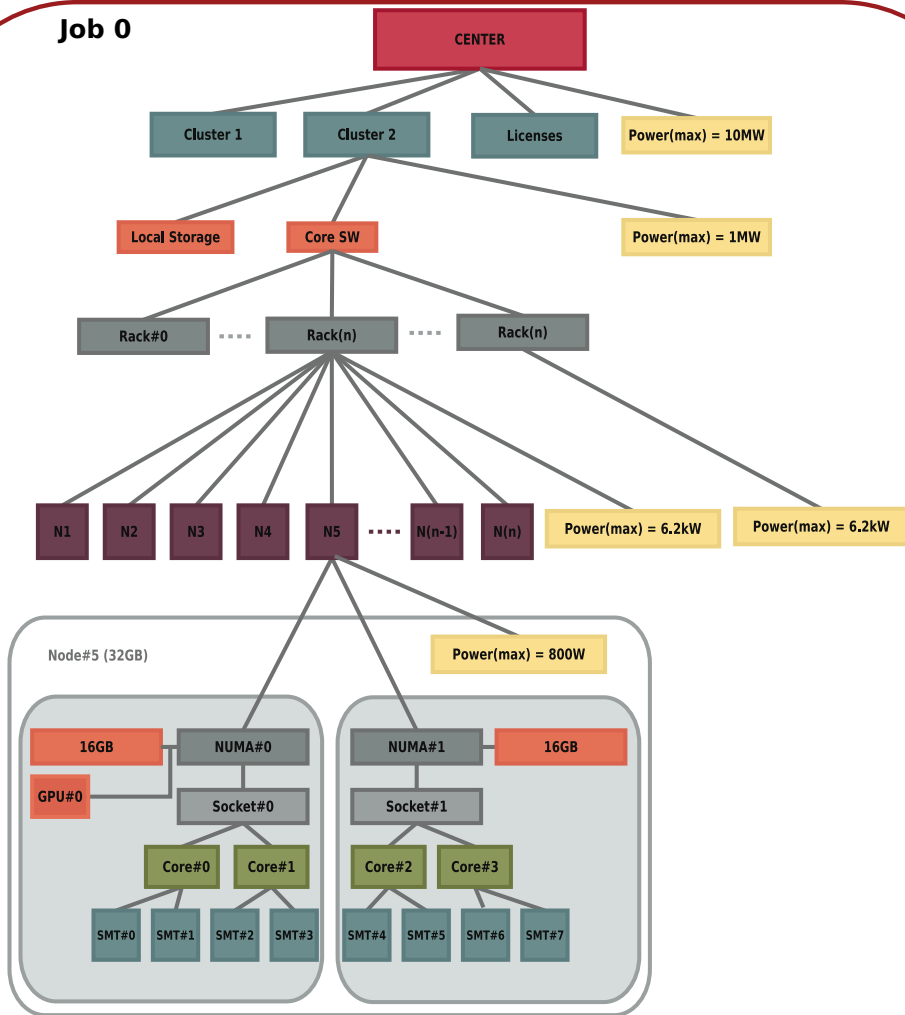 Job 0
CENTER
Cluster 1
Cluster 2
Licenses
Power(max) = 10MW
Local Storage
Core SW
Power(max) = 1MW
Rack#0
Rack(n)
Rack(n)
N1
N2
N3
N4
N5
N(n-1)
N(n)
Power(max) = 6.2kW
Power(max) = 6.2kW
Node#5 (32GB)
Power(max) = 800W
16GB
NUMA#0
NUMA#1
16GB
GPU#0
Socket#0
Socket#1
Core#0
Core#1
Core#2
Core#3
SMT#0
SMT#1
SMT#2
SMT#3
SMT#4
SMT#5
SMT#6
SMT#7